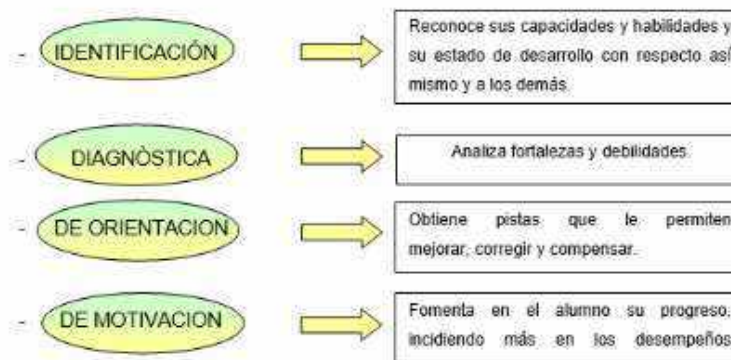 - IDENTIFICACIÓN
Reconoce sus capacidades y habilidades y
su estado de desarrollo con respecto así
mismo y a los demás.
- DIAGNÒSTICA
Analiza fortalezas y debilidades.
- DE ORIENTACION
Obtiene pistas que le permiten
mejorar, corregir y compensar.
- DE MOTIVACION
Fomenta en el alumno su progreso,
incidiendo más en los desempeños